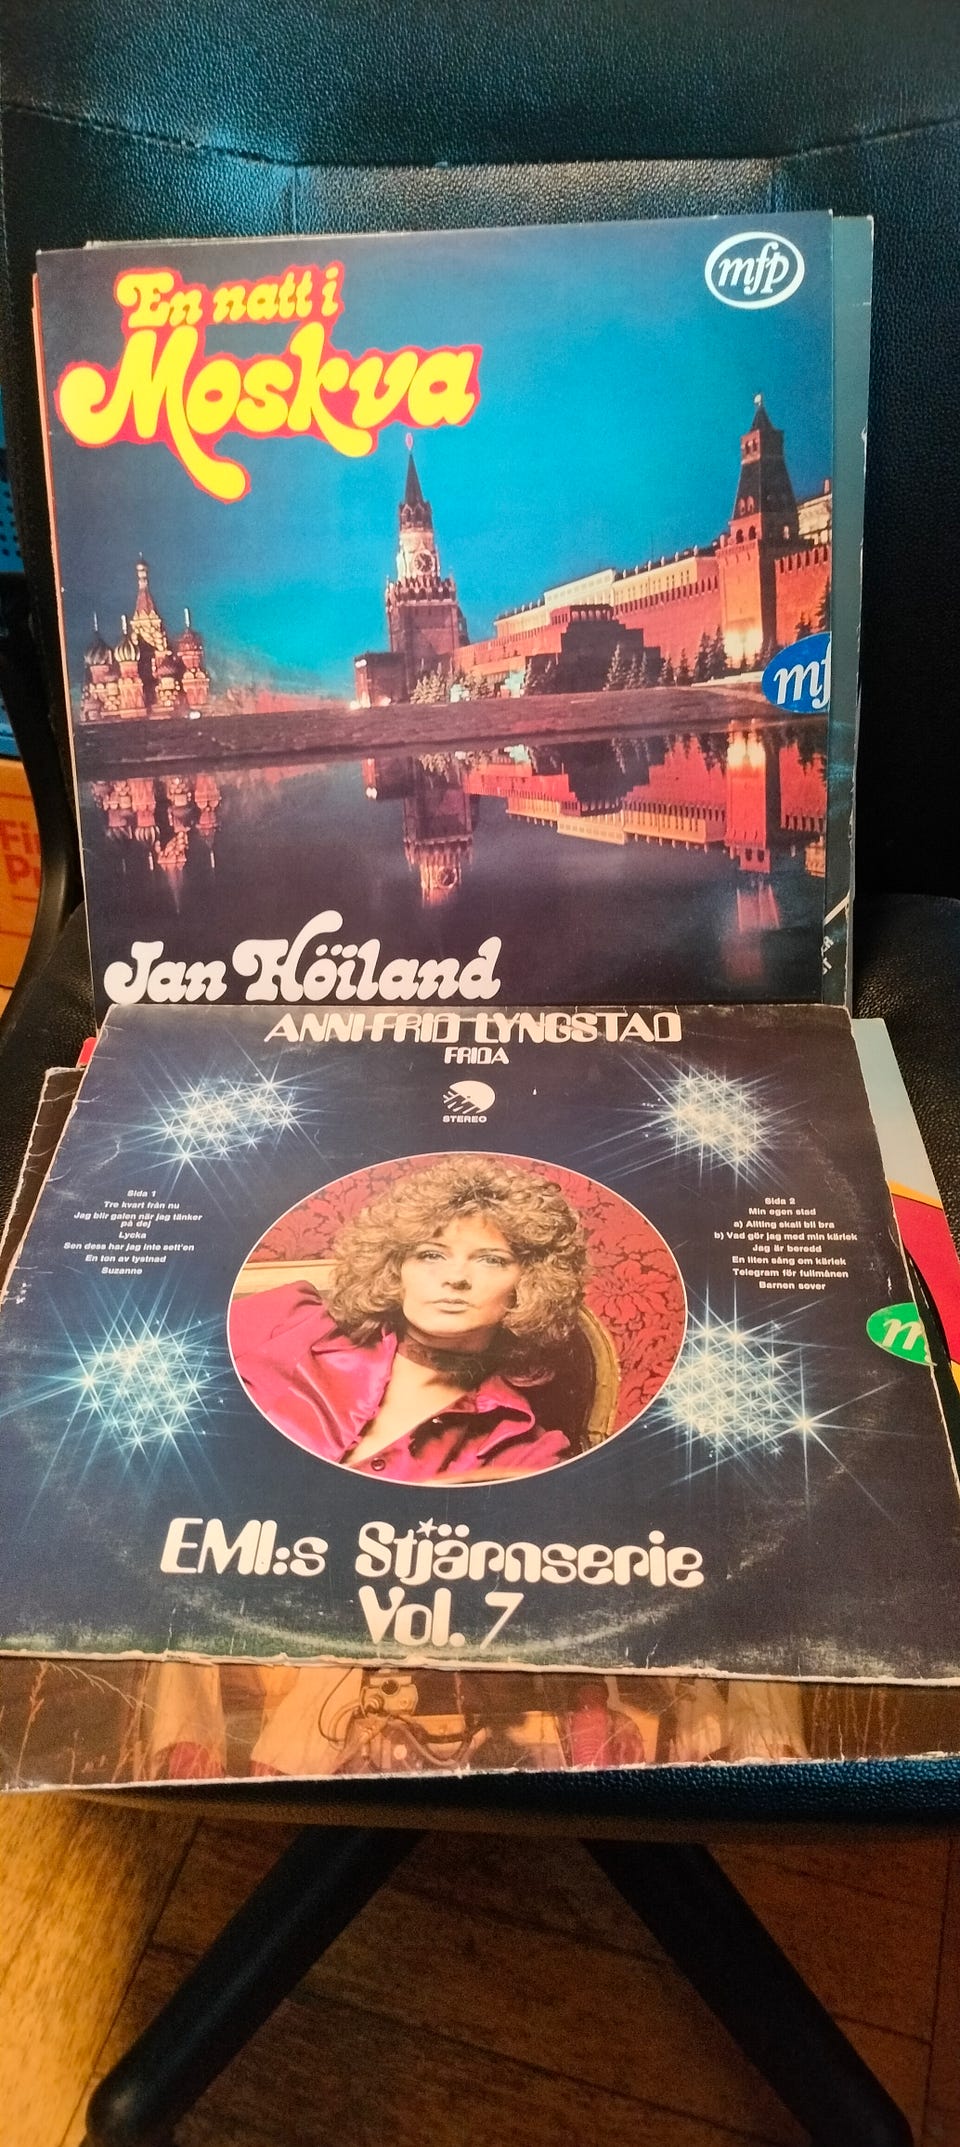 En natt i
Moskva
mfp
mf
Jan Höiland
ANNI-FRID LYNGSTAD
FRIDA
EMI
STEREO
Sida 1
Tre kvart från nu
Jag blir galen när jag tänker
på dej
Lycka
Sen dess har jag inte sett'en
En ton av tystnad
Suzanne
Sida 2
Min egen stad
a) Allting skall bli bra
b) Vad gör jag med min kärlek
Jag är beredd
En liten sång om kärlek
Telegram för fullmånen
Barnen sover
m
EMI:s Stjärnserie
Vol. 7